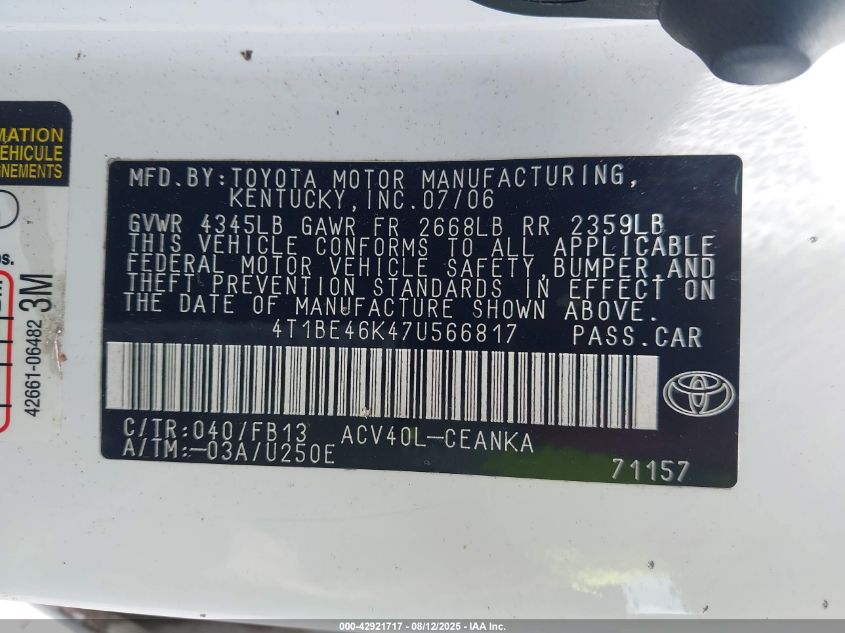 MATION
ÉHICULE
GNEMENTS
os.
42661-06482 3M
MFD.BY:TOYOTA MOTOR MANUFACTURING,
KENTUCKY,INC.07/06
GVWR 4345LB GAWR FR 2668LB RR 2359LB
THIS VEHICLE CONFORMS TO ALL APPLICABLE
FEDERAL MOTOR VEHICLE SAFETY,BUMPER,AND
THEFT PREVENTION STANDARDS IN EFFECT ON
THE DATE OF MANUFACTURE SHOWN ABOVE.
4T1BE46K47U566817 PASS.CAR
C/TR:040/FB13 ACV40L-CEANKA
A/TM:-03A/U250E
71157
000-42921717 - 08/12/2025 - IAA Inc.